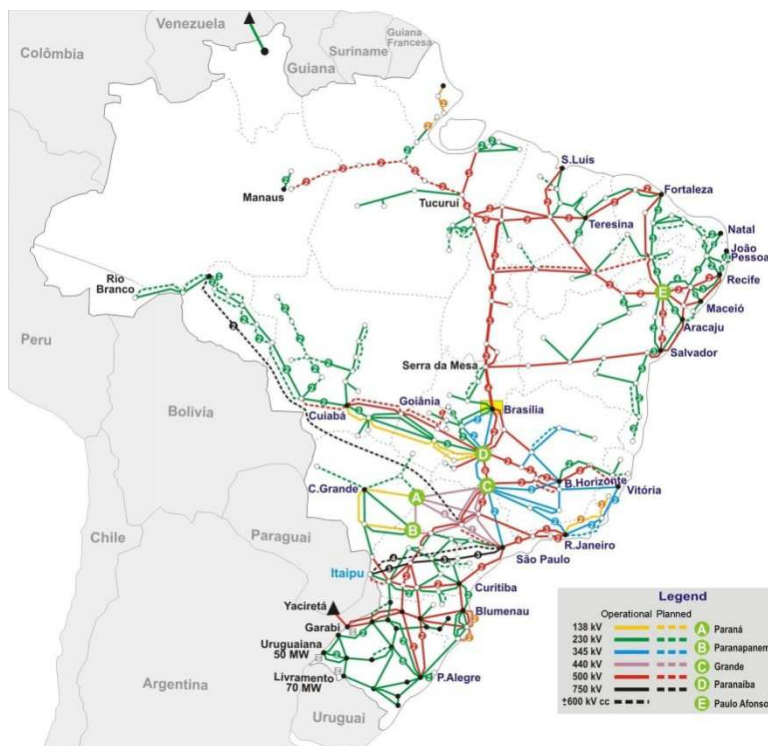 Venezuela
Colômbia
Guiana
Suriname
Guiana
Francesa
S.Luis
Manaus
Tucurui
Fortaleza
Teresina
Natal
João
Pessoa
Rio
Branco
Recife
Maceió
Aracaju
E
Peru
Salvador
Serra da Mesa
Goiânia
Brasília
Cuiabá
Bolivia
D
C
B.Horizonte
Vitória
C.Grande
A
B
Chile
Paraguai
R.Janeiro
São Paulo
Itaipu
Curitiba
Yaciretá
Blumenau
Garabi
Uruguaiana
50 MW
Livramento
70 MW
P.Alegre
Argentina
Uruguai
Legend
Operational Planned
138 kV A Paraná
230 kV B Paranapanem
345 kV C Grande
440 kV D Paranaíba
500 kV E Paulo Afonso
750 kV
±600 kV cc